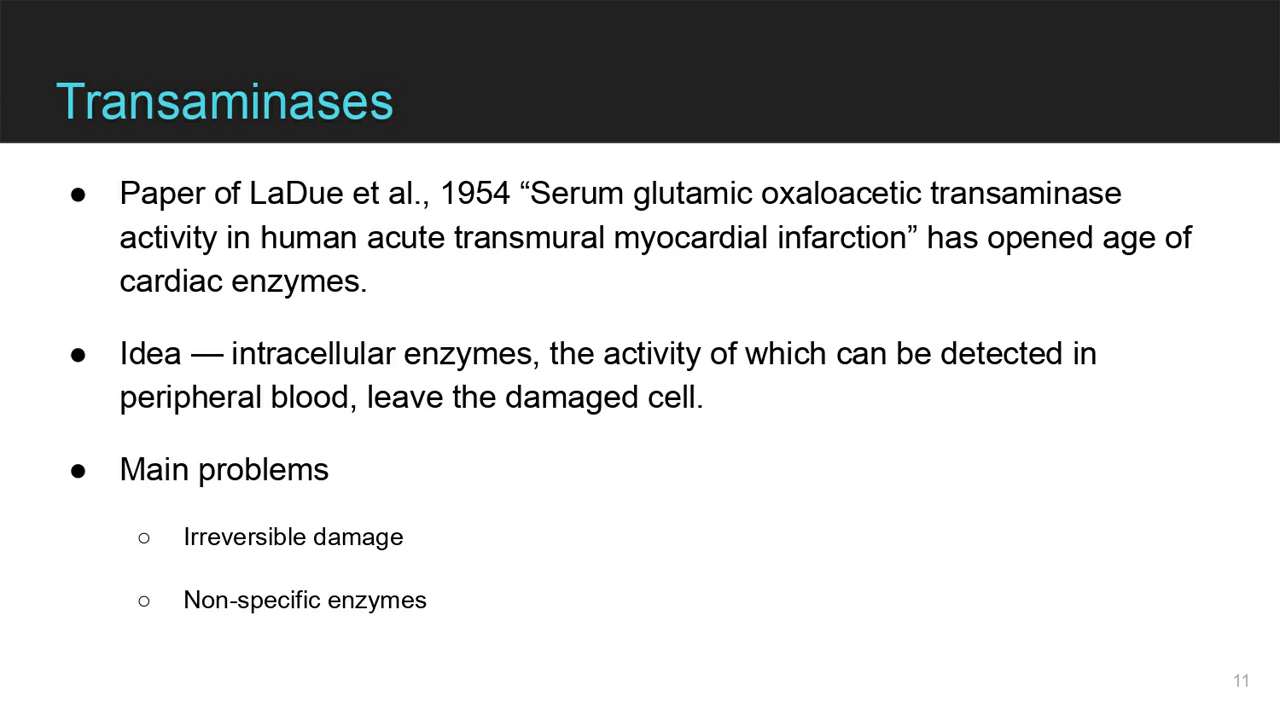 Transaminases
● Paper of LaDue et al., 1954 “Serum glutamic oxaloacetic transaminase
activity in human acute transmural myocardial infarction” has opened age of
cardiac enzymes.
● Idea — intracellular enzymes, the activity of which can be detected in
peripheral blood, leave the damaged cell.
● Main problems
○ Irreversible damage
○ Non-specific enzymes
11